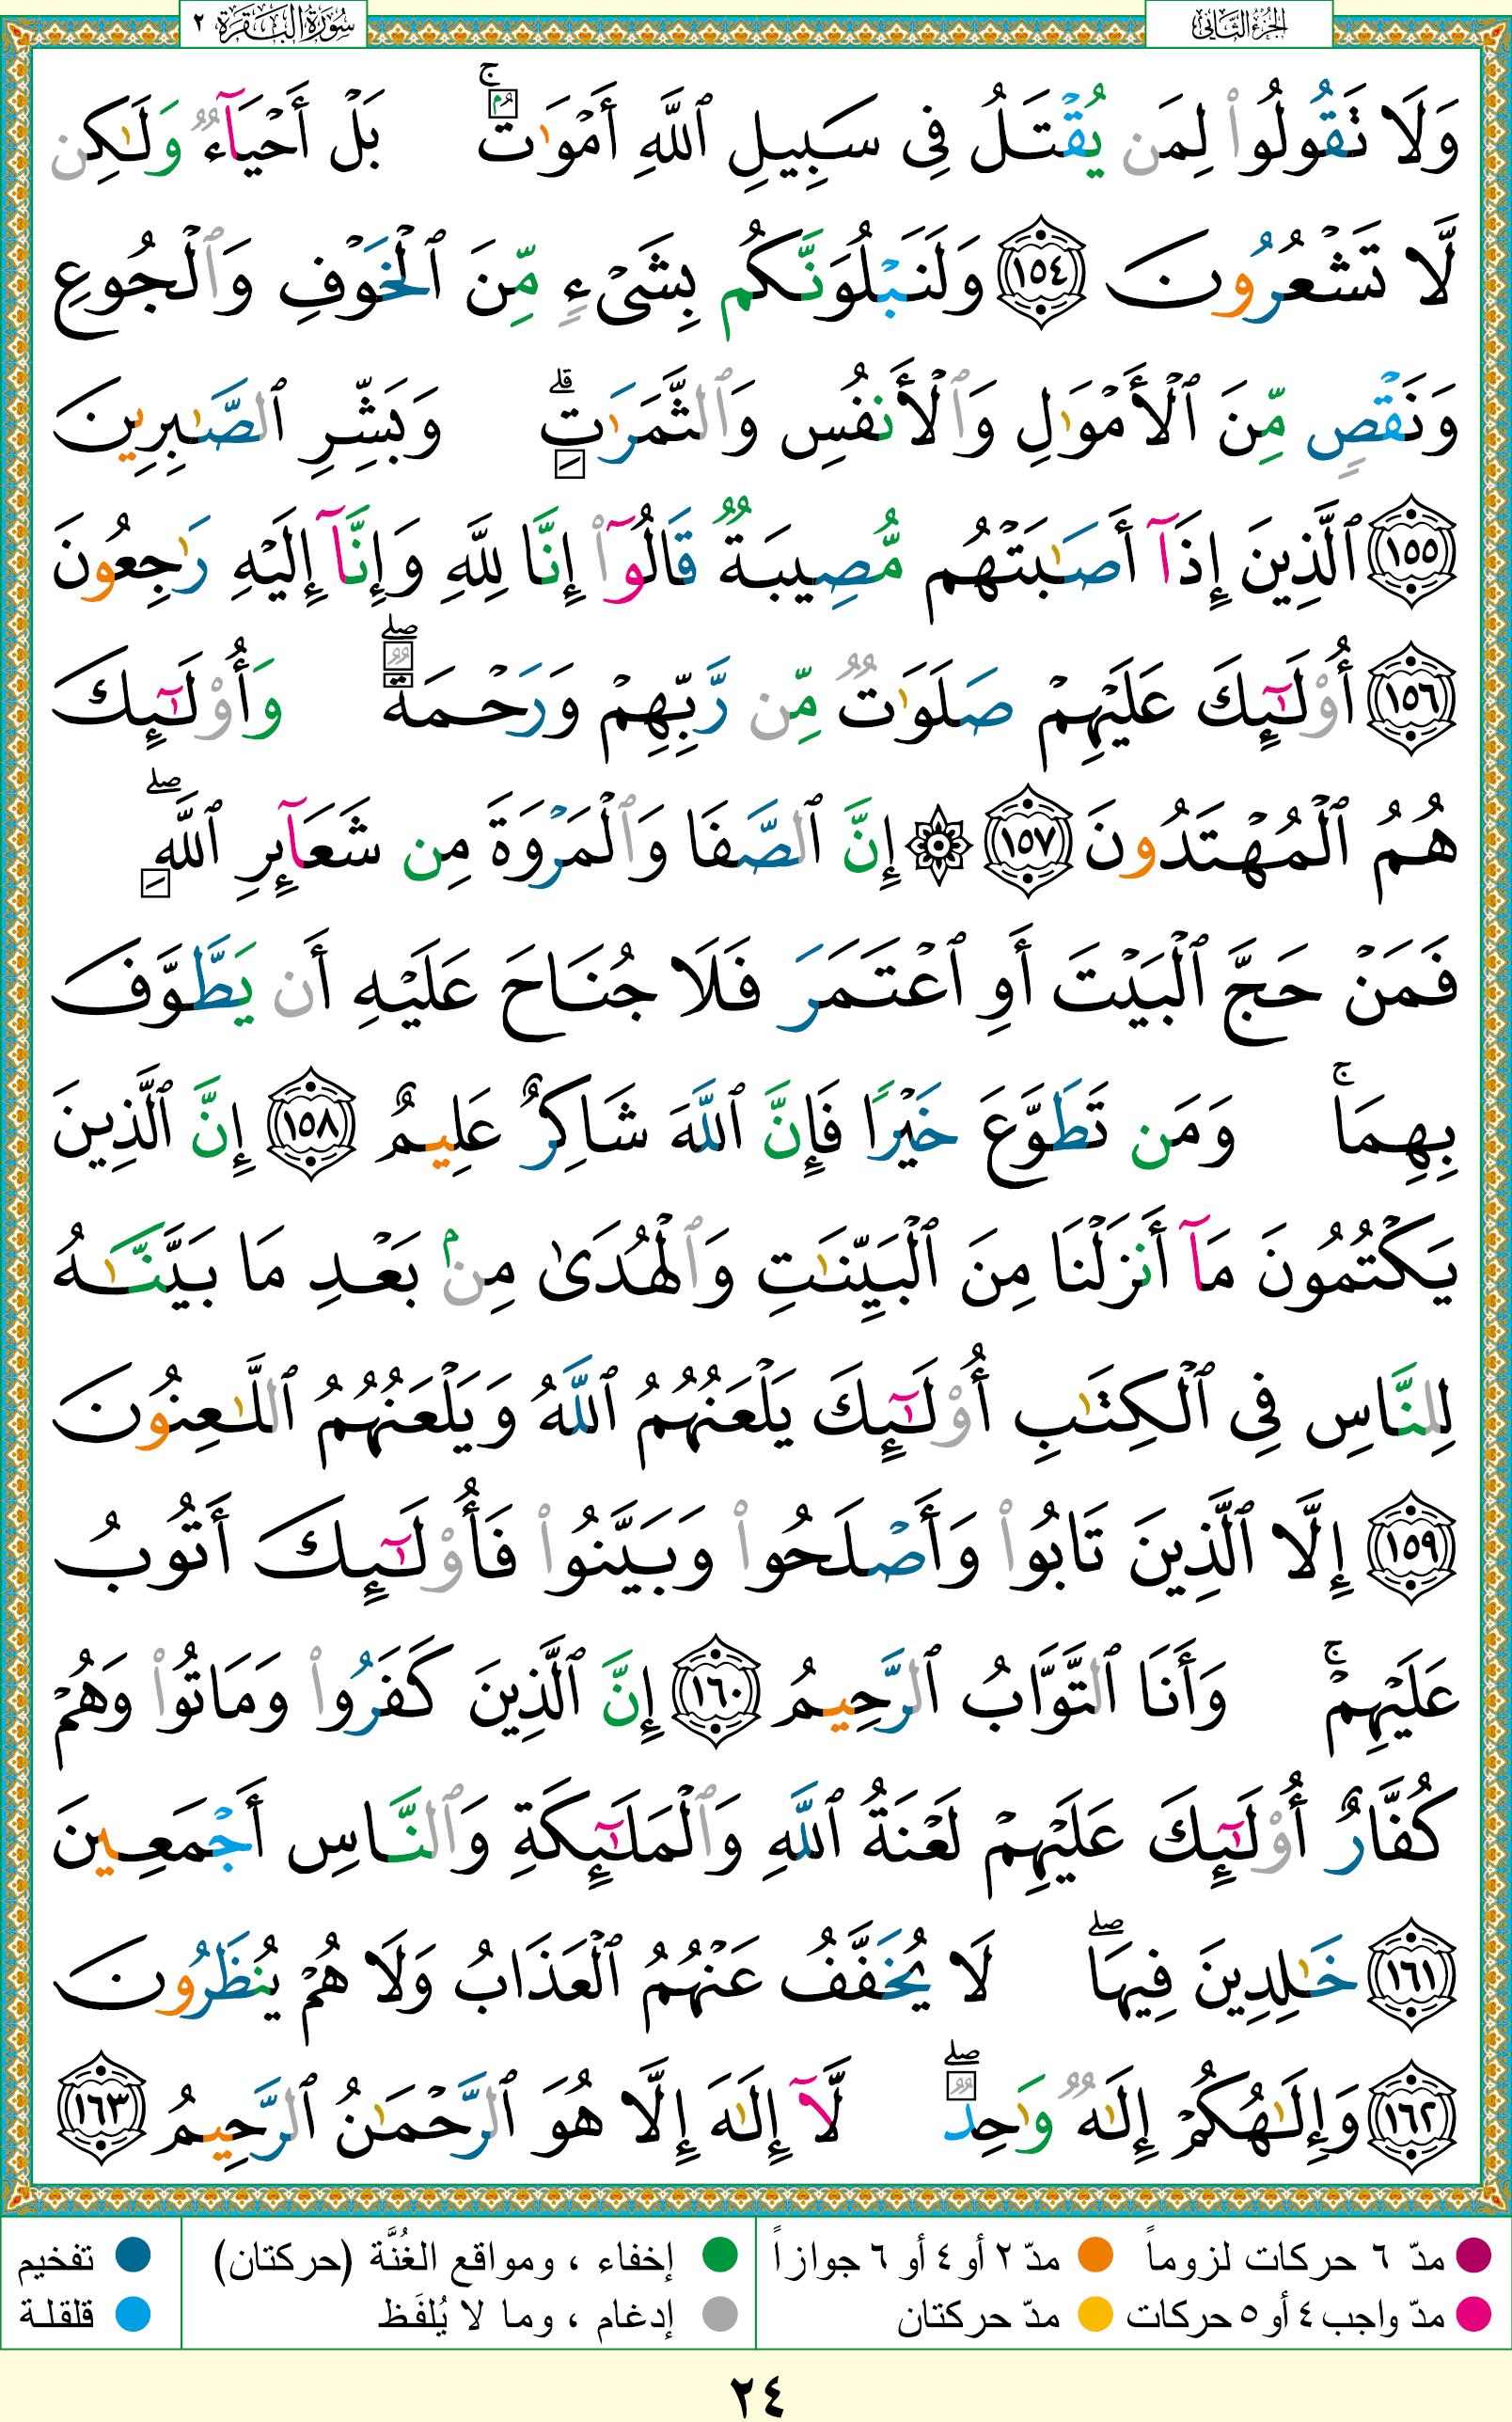 الجزء الثاني
سورة البقرة ٢
وَلَا تَقُولُوا۟ لِمَن يُقْتَلُ فِى سَبِيلِ ٱللَّهِ أَمْوَٰتٌۢ ۚ بَلْ أَحْيَآءٌ وَلَـٰكِن
لَّا تَشْعُرُونَ ١٥٤ وَلَنَبْلُوَنَّكُم بِشَىْءٍ مِّنَ ٱلْخَوْفِ وَٱلْجُوعِ
وَنَقْصٍ مِّنَ ٱلْأَمْوَٰلِ وَٱلْأَنفُسِ وَٱلثَّمَرَٰتِ ۗ وَبَشِّرِ ٱلصَّـٰبِرِينَ
١٥٥ ٱلَّذِينَ إِذَآ أَصَـٰبَتْهُم مُّصِيبَةٌ قَالُوٓا۟ إِنَّا لِلَّهِ وَإِنَّآ إِلَيْهِ رَٰجِعُونَ
١٥٦ أُو۟لَـٰٓئِكَ عَلَيْهِمْ صَلَوَٰتٌ مِّن رَّبِّهِمْ وَرَحْمَةٌ ۖ وَأُو۟لَـٰٓئِكَ
هُمُ ٱلْمُهْتَدُونَ ١٥٧ ۞ إِنَّ ٱلصَّفَا وَٱلْمَرْوَةَ مِن شَعَآئِرِ ٱللَّهِ ۖ
فَمَنْ حَجَّ ٱلْبَيْتَ أَوِ ٱعْتَمَرَ فَلَا جُنَاحَ عَلَيْهِ أَن يَطَّوَّفَ
بِهِمَا ۚ وَمَن تَطَوَّعَ خَيْرًا فَإِنَّ ٱللَّهَ شَاكِرٌ عَلِيمٌ ١٥٨ إِنَّ ٱلَّذِينَ
يَكْتُمُونَ مَآ أَنزَلْنَا مِنَ ٱلْبَيِّنَـٰتِ وَٱلْهُدَىٰ مِنۢ بَعْدِ مَا بَيَّنَّـٰهُ
لِلنَّاسِ فِى ٱلْكِتَـٰبِ أُو۟لَـٰٓئِكَ يَلْعَنُهُمُ ٱللَّهُ وَيَلْعَنُهُمُ ٱللَّـٰعِنُونَ
١٥٩ إِلَّا ٱلَّذِينَ تَابُوا۟ وَأَصْلَحُوا۟ وَبَيَّنُوا۟ فَأُو۟لَـٰٓئِكَ أَتُوبُ
عَلَيْهِمْ ۚ وَأَنَا ٱلتَّوَّابُ ٱلرَّحِيمُ ١٦٠ إِنَّ ٱلَّذِينَ كَفَرُوا۟ وَمَاتُوا۟ وَهُمْ
كُفَّارٌ أُو۟لَـٰٓئِكَ عَلَيْهِمْ لَعْنَةُ ٱللَّهِ وَٱلْمَلَـٰٓئِكَةِ وَٱلنَّاسِ أَجْمَعِينَ
١٦١ خَـٰلِدِينَ فِيهَا ۖ لَا يُخَفَّفُ عَنْهُمُ ٱلْعَذَابُ وَلَا هُمْ يُنظَرُونَ
١٦٢ وَإِلَـٰهُكُمْ إِلَـٰهٌ وَٰحِدٌ ۖ لَّآ إِلَـٰهَ إِلَّا هُوَ ٱلرَّحْمَـٰنُ ٱلرَّحِيمُ ١٦٣
مدّ ٦ حركات لزوماً مدّ ٢ أو ٤ أو ٦ جوازاً إخفاء ، ومواقع الغُنَّة (حركتان) تفخيم
مدّ واجب ٤ أو ٥ حركات مدّ حركتان إدغام ، وما لا يُلفَظ قلقلة
٢٤